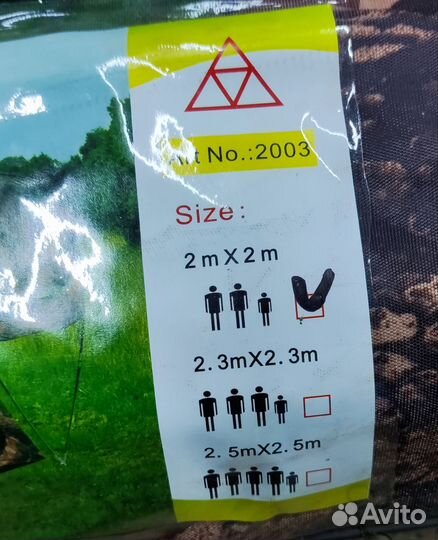 Art No.:2003
Size:
2mX2m
2.3mX2.3m
2.5mX2.5m
Avito